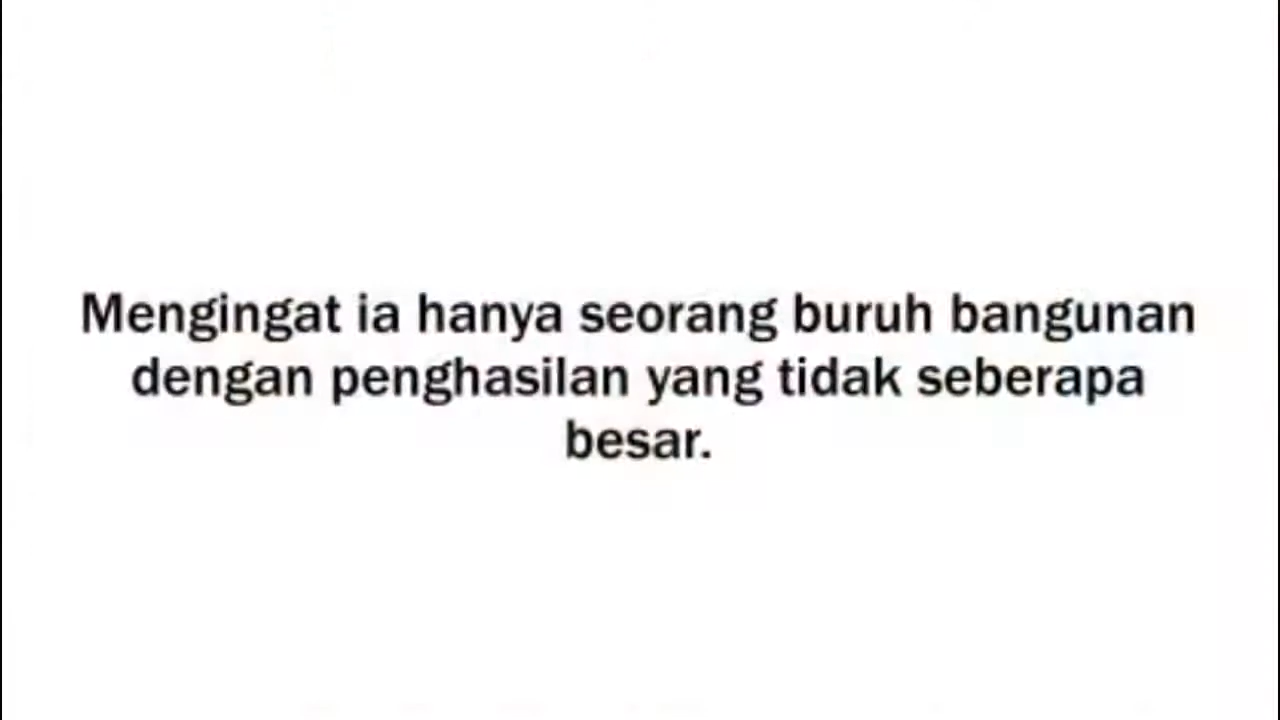 Mengingat ia hanya seorang buruh bangunan
dengan penghasilan yang tidak seberapa
besar.